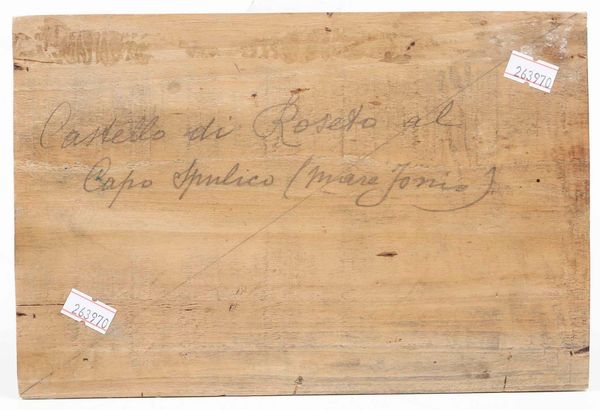 263970
Castello di Roseto al
Capo Spulico (Mare Jonio)
263970